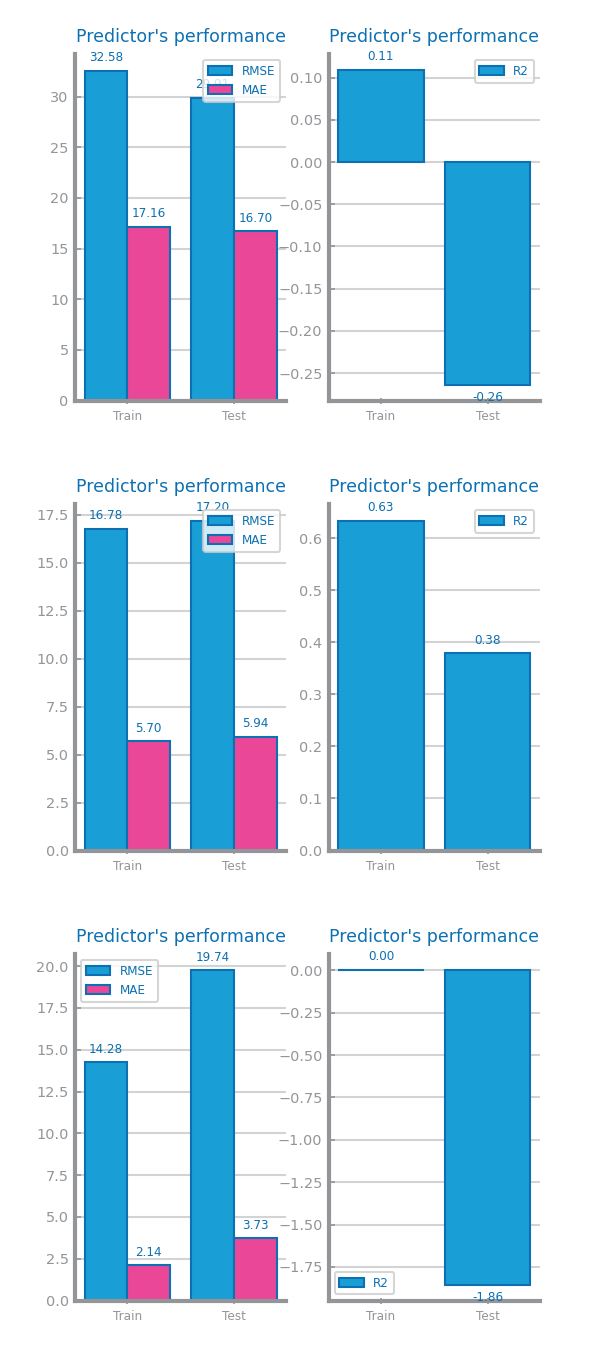 Predictor's performance
32.58
RMSE
MAE
17.16
16.70
30
25
20
15
10
5
0
Train
Test
Predictor's performance
0.11
R2
0.10
0.05
0.00
−0.05
−0.10
−0.15
−0.20
−0.25
-0.26
Train
Test
Predictor's performance
16.78
17.20
RMSE
MAE
5.70
5.94
17.5
15.0
12.5
10.0
7.5
5.0
2.5
0.0
Train
Test
Predictor's performance
0.63
R2
0.38
0.6
0.5
0.4
0.3
0.2
0.1
0.0
Train
Test
Predictor's performance
19.74
RMSE
MAE
14.28
2.14
3.73
20.0
17.5
15.0
12.5
10.0
7.5
5.0
2.5
0.0
Train
Test
Predictor's performance
0.00
0.00
−0.25
−0.50
−0.75
−1.00
−1.25
−1.50
−1.75
R2
-1.86
Train
Test